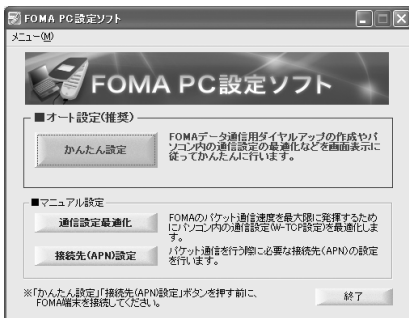 FOMA PC設定ソフト
メニュー(M)
FOMA PC設定ソフト
■オート設定(推奨)
かんたん設定
FOMAデータ通信用ダイヤルアップの作成やパ
ソコン内の通信設定の最適化などを画面表示に
従ってかんたんに行います。
■マニュアル設定
通信設定最適化
FOMAのパケット通信速度を最大限に発揮するため
にパソコン内の通信設定(W-TCP設定)を最適化しま
す。
接続先(APN)設定
パケット通信を行う際に必要な接続先(APN)の設定
を行います。
※「かんたん設定」「接続先(APN)設定」ボタンを押す前に、
FOMA端末を接続してください。
終了